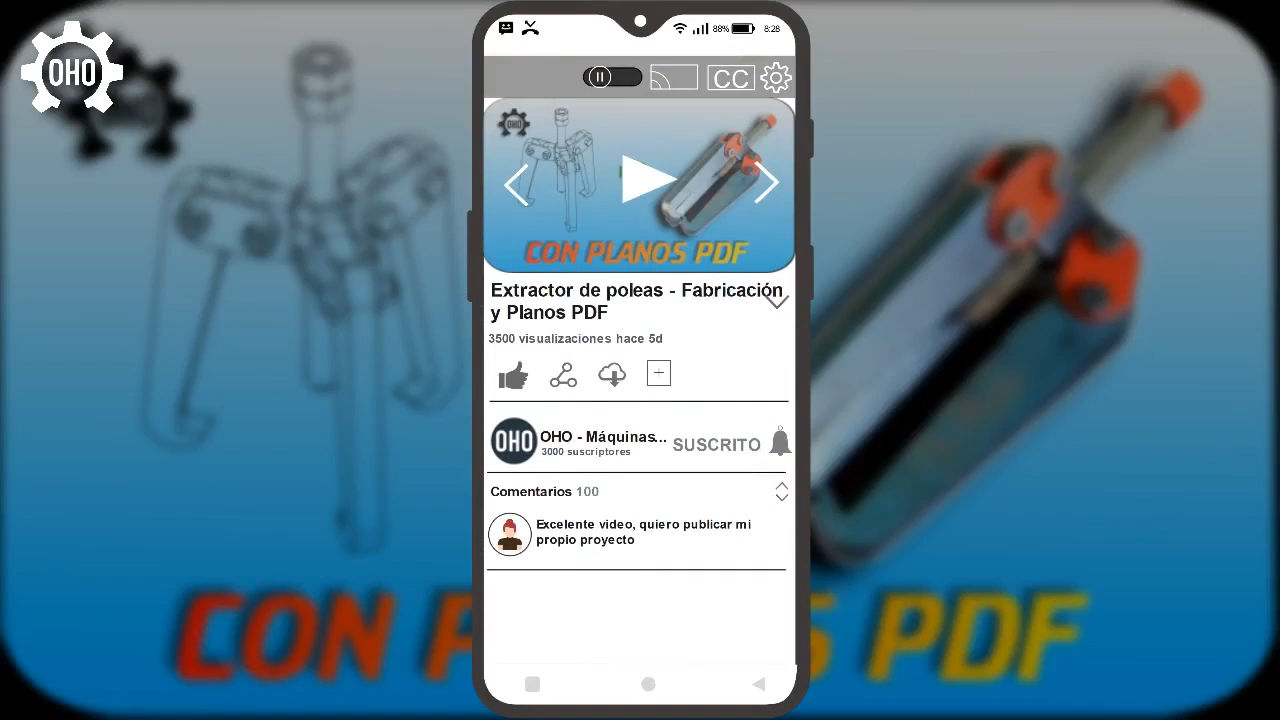 OHO
88% 8:28
CC
OHO
CON PLANOS PDF
Extractor de poleas - Fabricación
y Planos PDF
3500 visualizaciones hace 5d
OHO
OHO - Máquinas...
3000 suscriptores
SUSCRITO
Comentarios 100
Excelente video, quiero publicar mi
propio proyecto
CON P S PDF